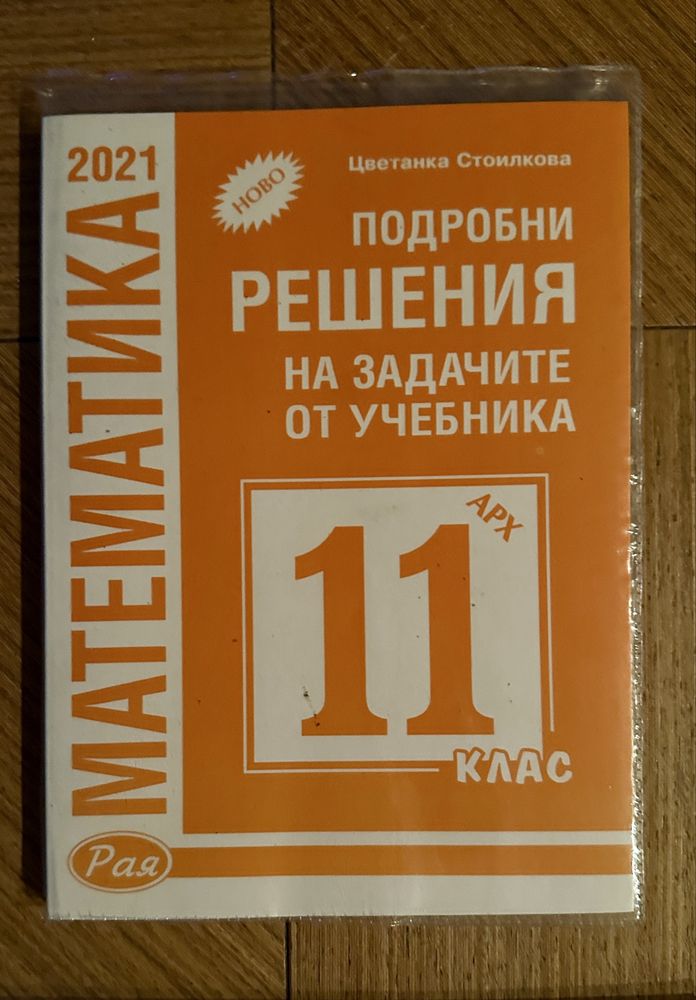 2021
МАТЕМАТИКА
НОВО
Цветанка Стоилкова
ПОДРОБНИ
РЕШЕНИЯ
НА ЗАДАЧИТЕ
ОТ УЧЕБНИКА
АРХ
11
КЛАС
Рая